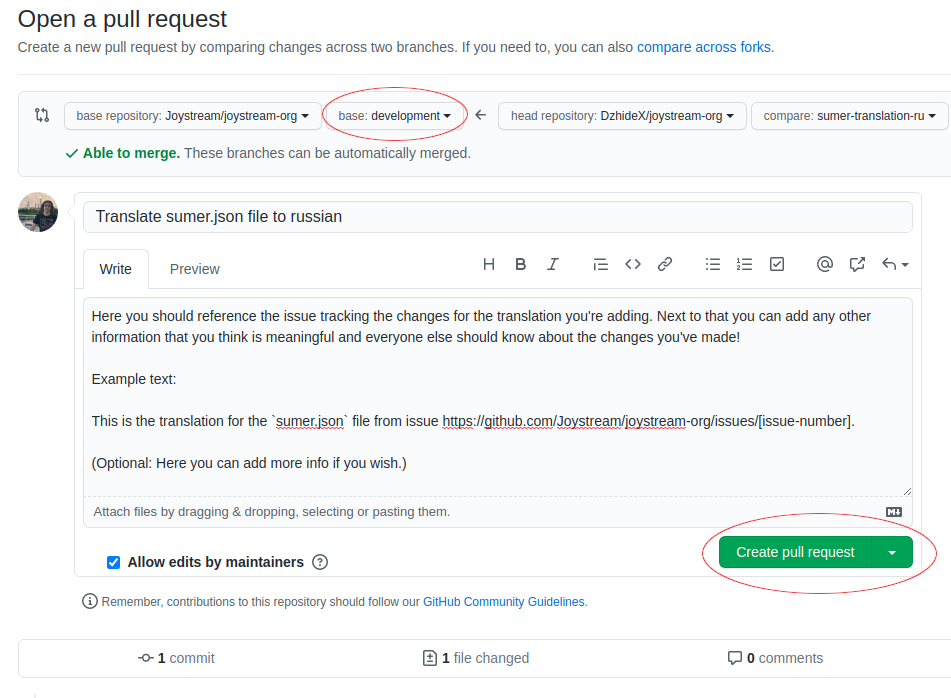 Open a pull request
Create a new pull request by comparing changes across two branches. If you need to, you can also compare across forks.
base repository: Joystream/joystream-org base: development head repository: DzhideX/joystream-org compare: sumer-translation-ru
Able to merge. These branches can be automatically merged.
Translate sumer.json file to russian
Write Preview
Here you should reference the issue tracking the changes for the translation you're adding. Next to that you can add any other
information that you think is meaningful and everyone else should know about the changes you've made!
Example text:
This is the translation for the `sumer.json` file from issue https://github.com/Joystream/joystream-org/issues/[issue-number].
(Optional: Here you can add more info if you wish.)
Attach files by dragging & dropping, selecting or pasting them.
Allow edits by maintainers
Create pull request
Remember, contributions to this repository should follow our GitHub Community Guidelines.
1 commit 1 file changed 0 comments